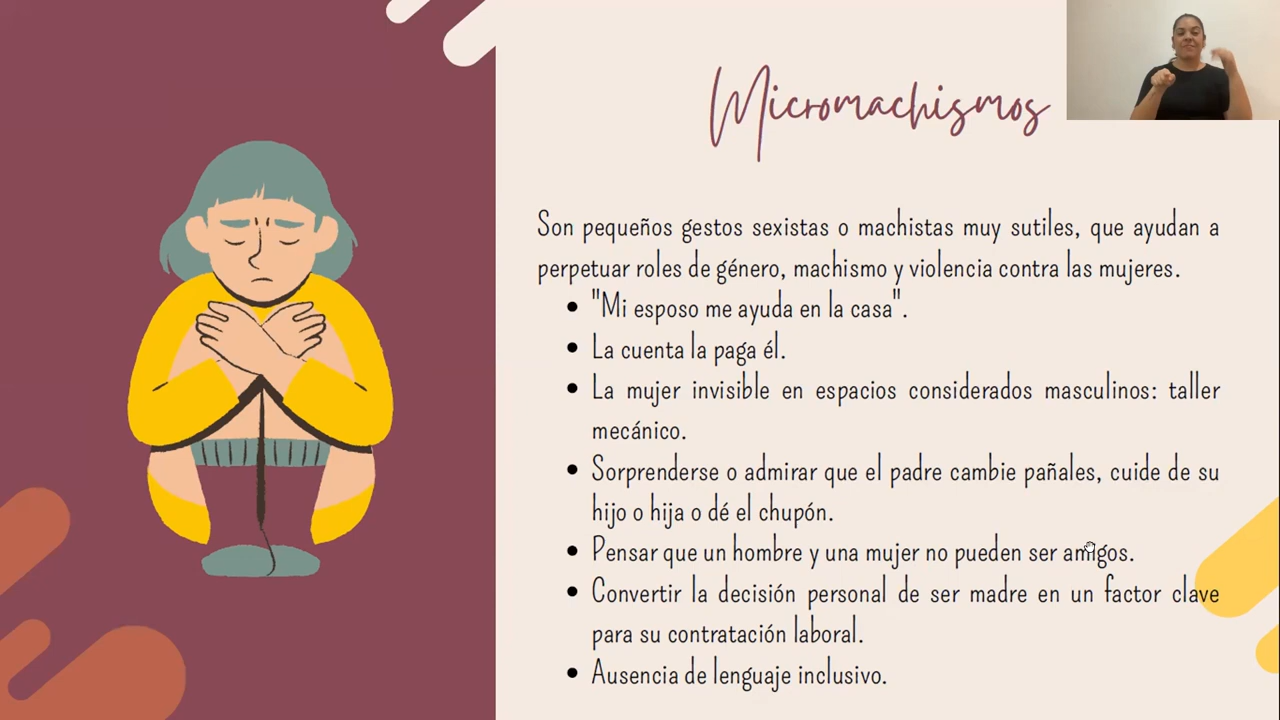 Micromachismos
Son pequeños gestos sexistas o machistas muy sutiles, que ayudan a
perpetuar roles de género, machismo y violencia contra las mujeres.
• "Mi esposo me ayuda en la casa".
• La cuenta la paga él.
• La mujer invisible en espacios considerados masculinos: taller
mecánico.
• Sorprenderse o admirar que el padre cambie pañales, cuide de su
hijo o hija o dé el chupón.
• Pensar que un hombre y una mujer no pueden ser amigos.
• Convertir la decisión personal de ser madre en un factor clave
para su contratación laboral.
• Ausencia de lenguaje inclusivo.